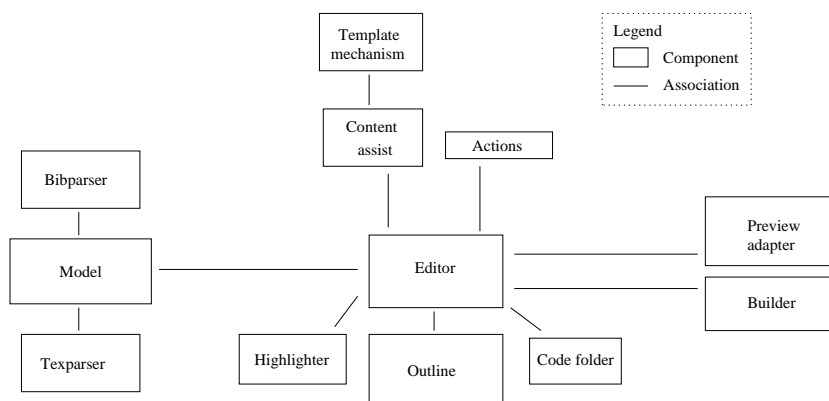 Template
mechanism
Legend
Component
Association
Content
assist
Actions
Bibparser
Preview
adapter
Model
Editor
Builder
Texparser
Highlighter
Outline
Code folder